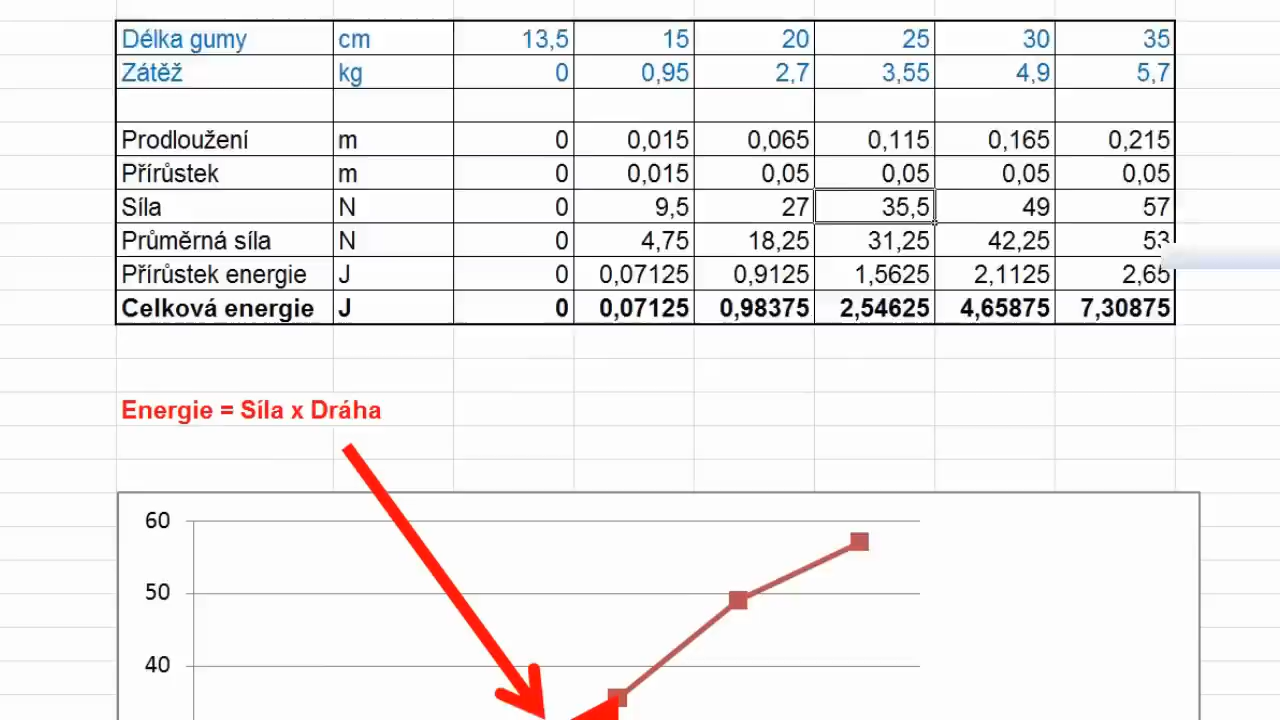 Délka gumy cm 13,5 15 20 25 30 35
Zátěž kg 0 0,95 2,7 3,55 4,9 5,7
Prodloužení m 0 0,015 0,065 0,115 0,165 0,215
Přírůstek m 0 0,015 0,05 0,05 0,05 0,05
Síla N 0 9,5 27 35,5 49 57
Průměrná síla N 0 4,75 18,25 31,25 42,25 53
Přírůstek energie J 0 0,07125 0,9125 1,5625 2,1125 2,65
Celková energie J 0 0,07125 0,98375 2,54625 4,65875 7,30875
Energie = Síla x Dráha
60
50
40